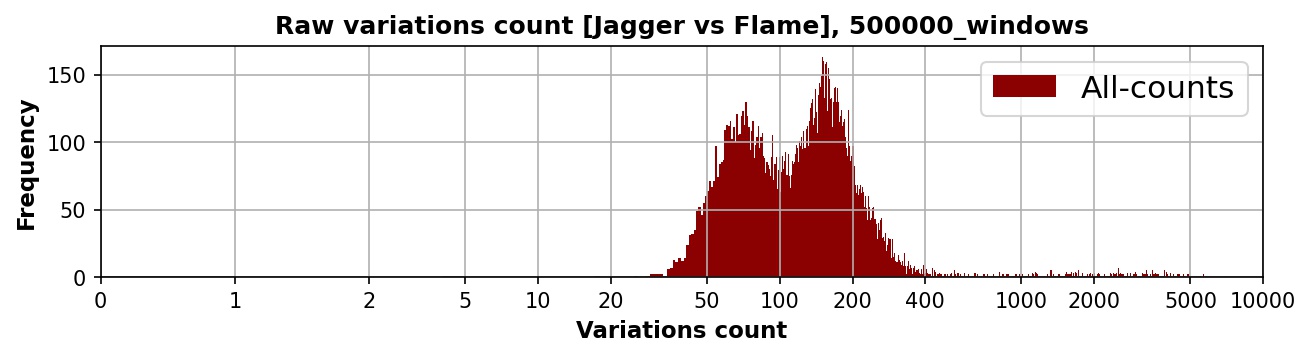 Raw variations count [Jagger vs Flame], 500000_windows
All-counts
Frequency
150
100
50
0
0 1 2 5 10 20 50 100 200 400 1000 2000 5000 10000
Variations count